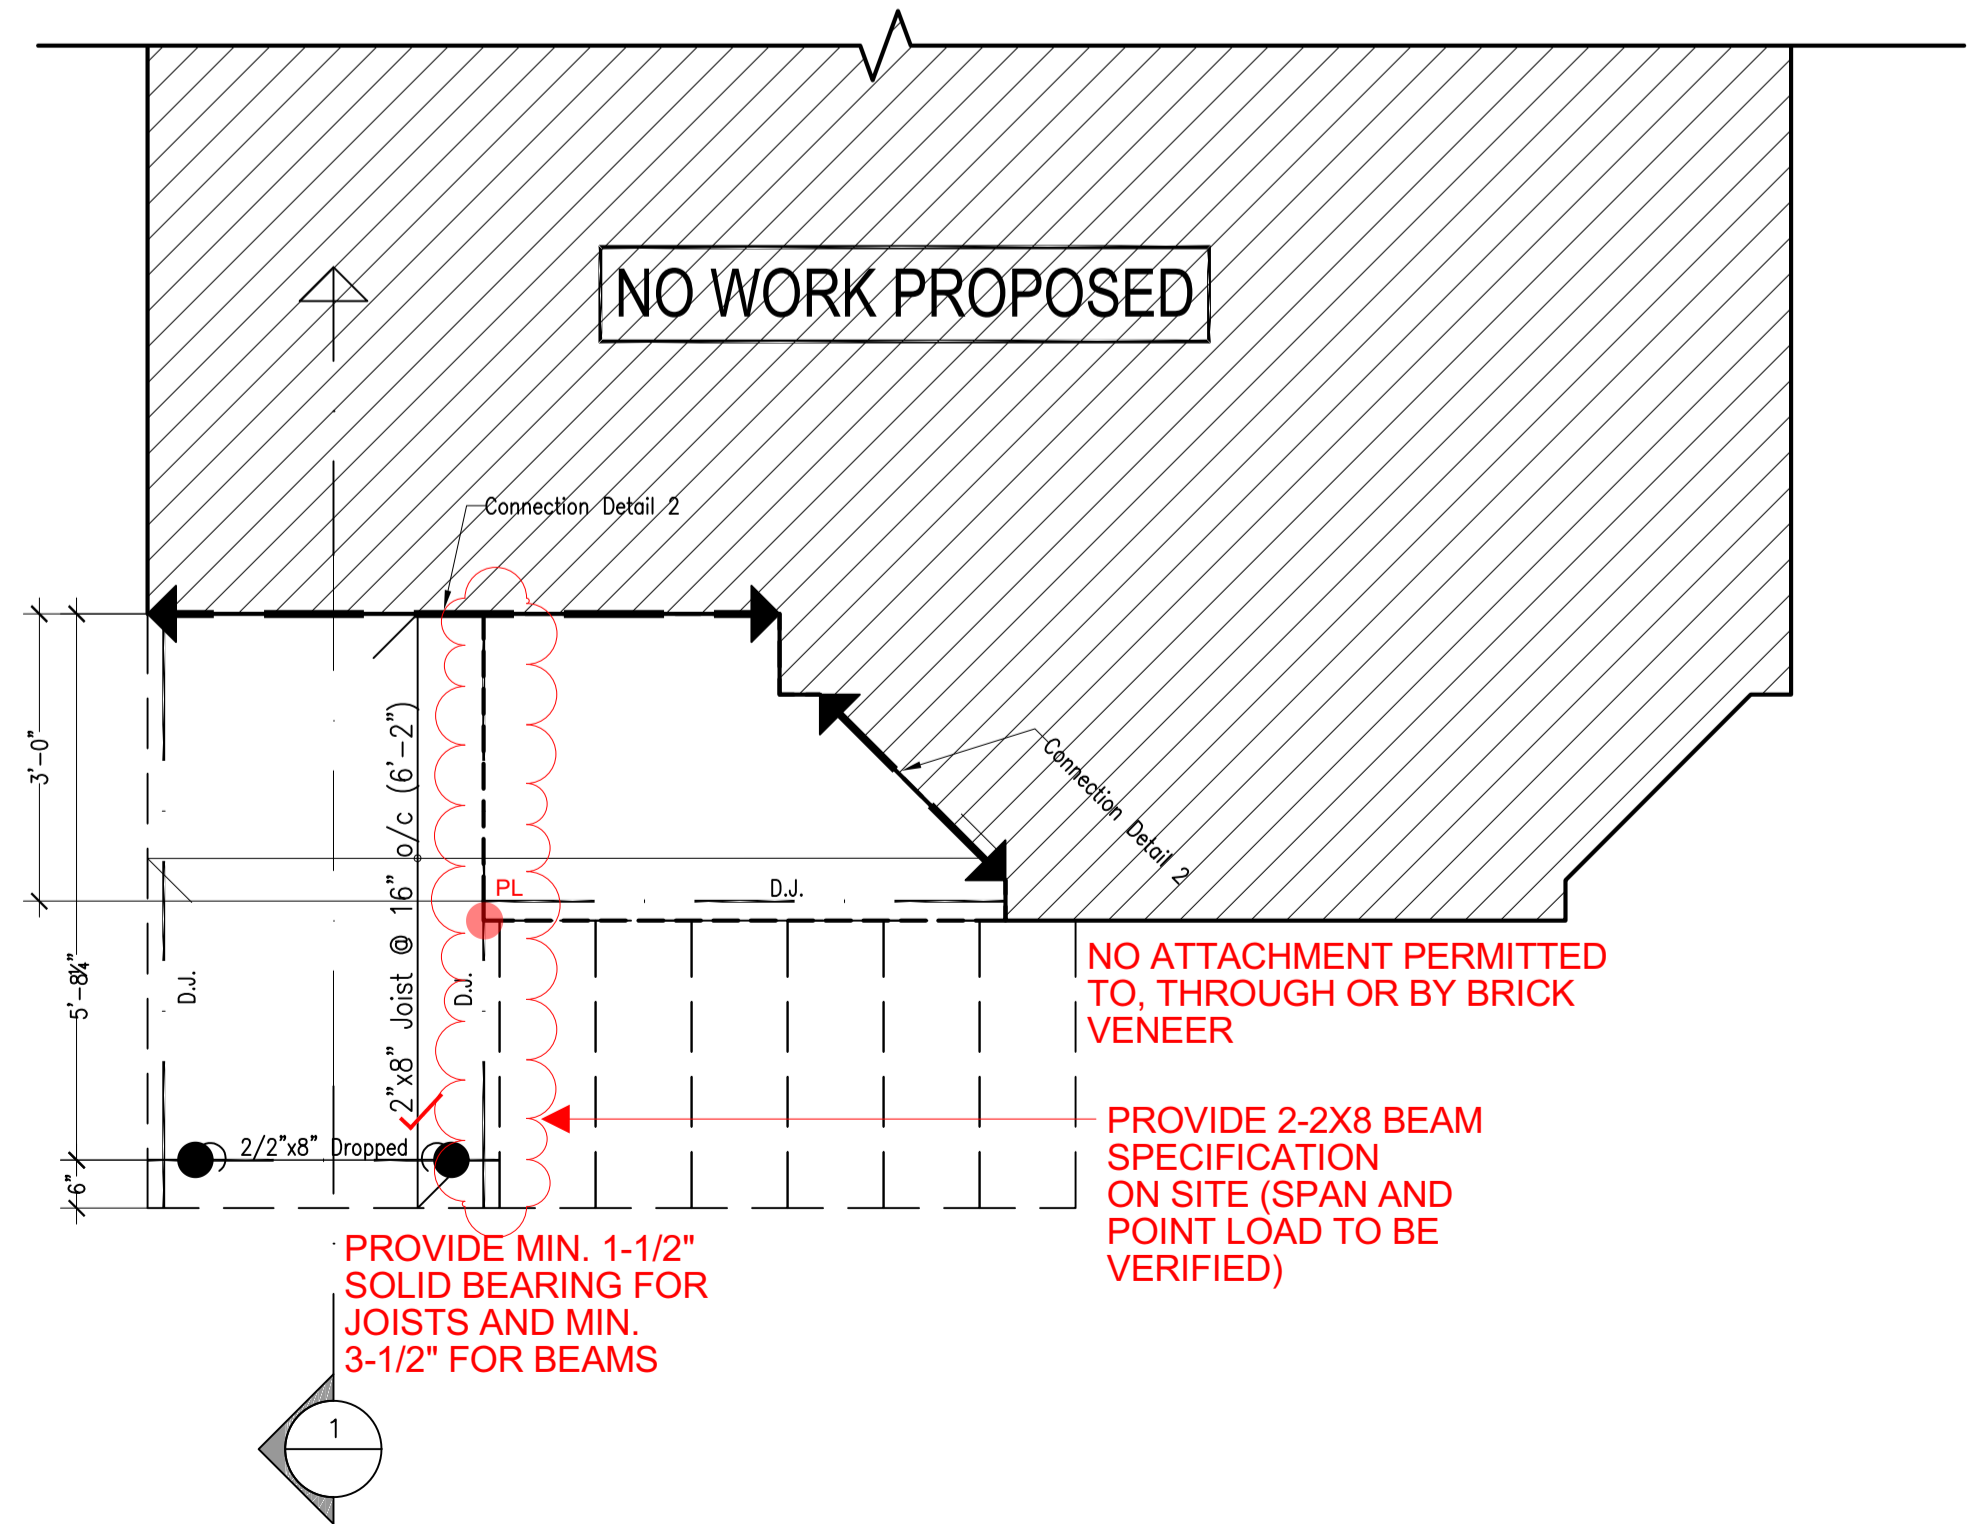 NO WORK PROPOSED
Connection Detail 2
Connection Detail 2
3'-0"
5'-8¼"
6"
2"x8" Joist @ 16" o/c (6'-2")
PL
D.J.
D.J.
D.J.
2/2"x8" Dropped
NO ATTACHMENT PERMITTED
TO, THROUGH OR BY BRICK
VENEER
PROVIDE 2-2X8 BEAM
SPECIFICATION
ON SITE (SPAN AND
POINT LOAD TO BE
VERIFIED)
PROVIDE MIN. 1-1/2"
SOLID BEARING FOR
JOISTS AND MIN.
3-1/2" FOR BEAMS
1